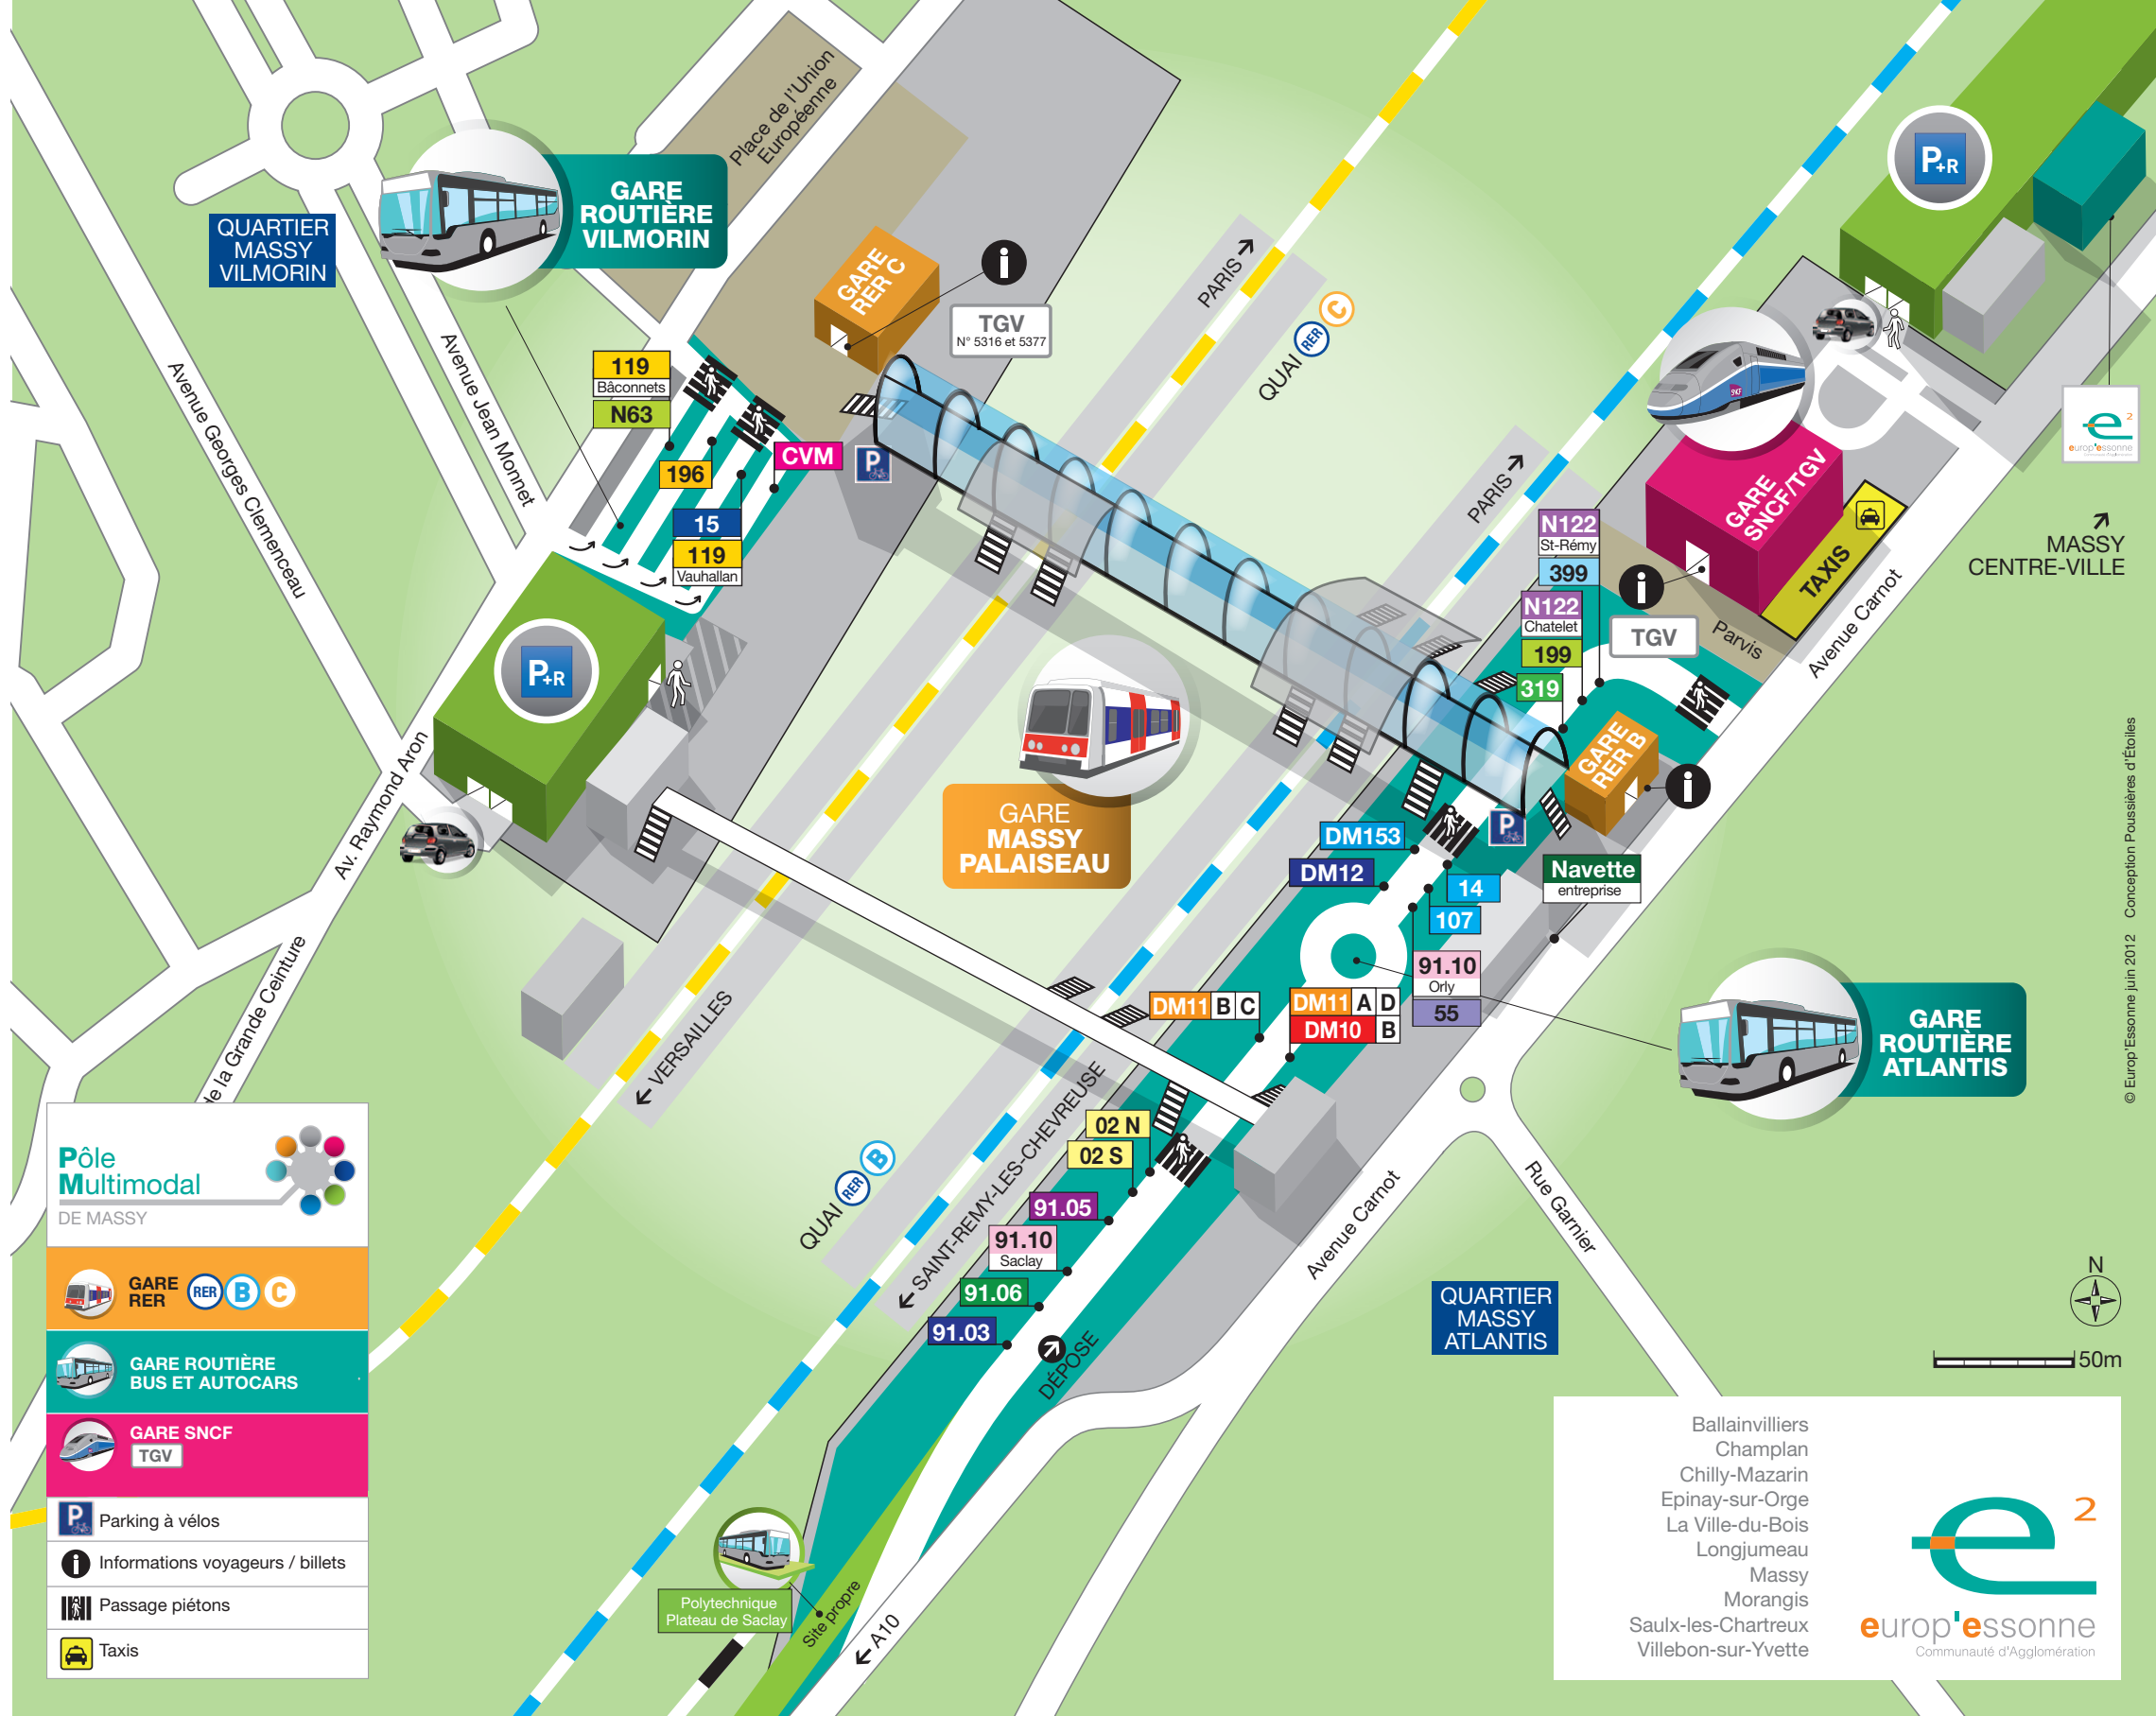 Place de l'Union
Européenne
GARE
ROUTIÈRE
VILMORIN
QUARTIER
MASSY
VILMORIN
GARE
RER C
i
TGV
N° 5316 et 5377
PARIS
QUAI RER C
P+R
Avenue Georges Clemenceau
Avenue Jean Monnet
119
Bâconnets
N63
196
CVM
P
15
119
Vauhallan
PARIS
GARE
SNCF/TGV
TAXIS
europ'essonne
MASSY
CENTRE-VILLE
N122
St-Rémy
399
N122
Chatelet
199
319
i
TGV
Parvis
Avenue Carnot
P+R
Av. Raymond Aron
GARE
MASSY
PALAISEAU
GARE
RER B
i
P
DM153
DM12
14
107
Navette
entreprise
91.10
Orly
55
DM11 B C
DM11 A D
DM10 B
GARE
ROUTIÈRE
ATLANTIS
de la Grande Ceinture
VERSAILLES
QUAI RER B
SAINT-REMY-LES-CHEVREUSE
02 N
02 S
91.05
91.10
Saclay
91.06
91.03
DÉPOSE
Avenue Carnot
Rue Garnier
QUARTIER
MASSY
ATLANTIS
N
50m
© Europ'Essonne juin 2012 Conception Poussières d'Étoiles
Pôle
Multimodal
DE MASSY
GARE
RER
RER B C
GARE ROUTIÈRE
BUS ET AUTOCARS
GARE SNCF
TGV
P Parking à vélos
i Informations voyageurs / billets
Passage piétons
Taxis
Polytechnique
Plateau de Saclay
Site propre
A10
Ballainvilliers
Champlan
Chilly-Mazarin
Epinay-sur-Orge
La Ville-du-Bois
Longjumeau
Massy
Morangis
Saulx-les-Chartreux
Villebon-sur-Yvette
e2
europ'essonne
Communauté d'Agglomération